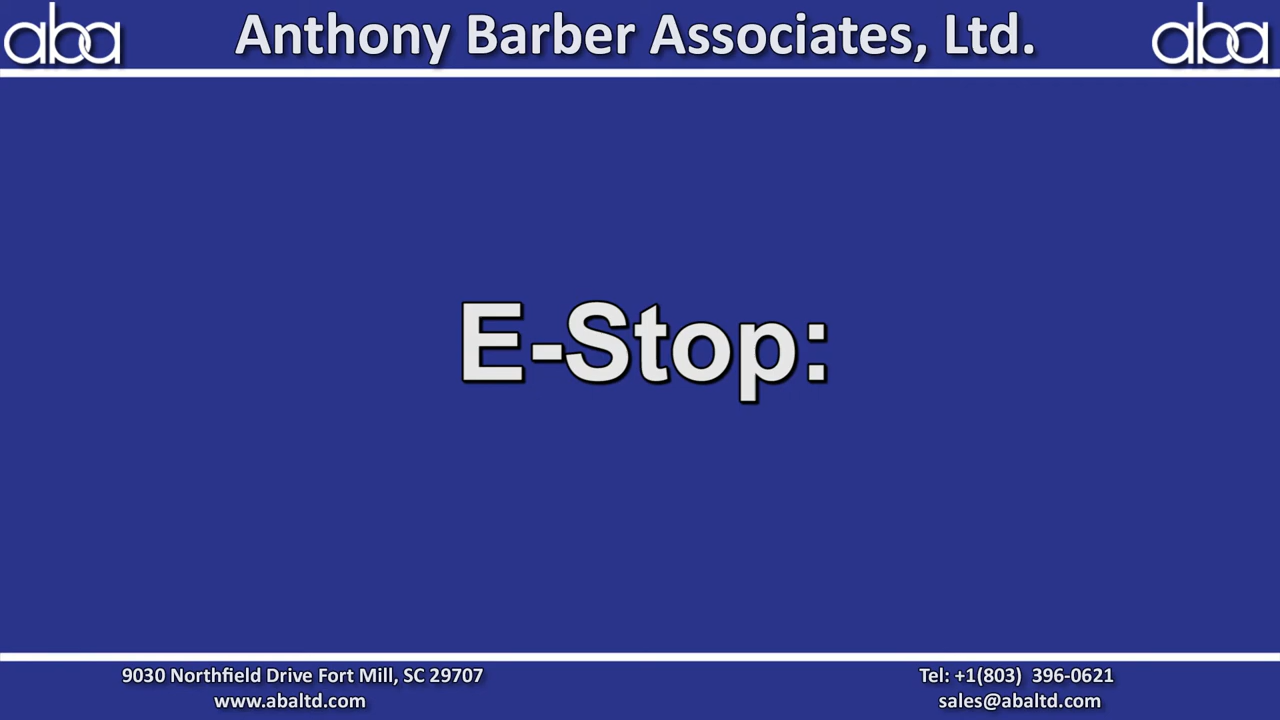 aba
Anthony Barber Associates, Ltd.
aba
E-Stop:
9030 Northfield Drive Fort Mill, SC 29707
www.abaltd.com
Tel: +1(803) 396-0621
sales@abaltd.com